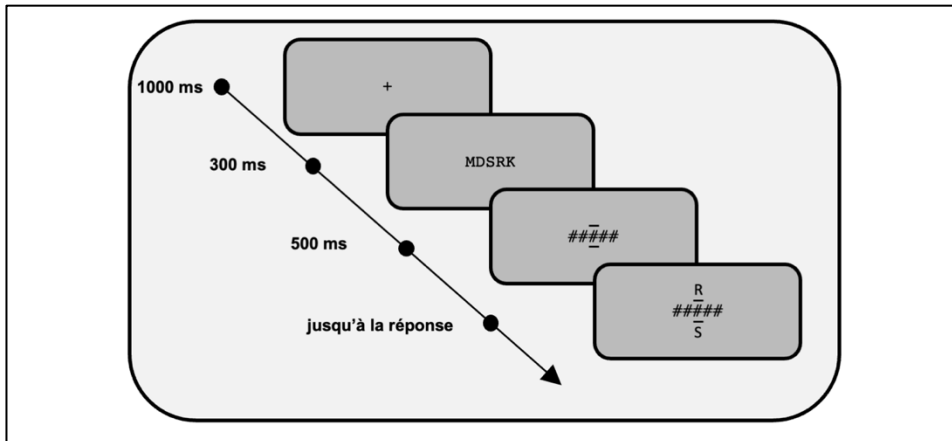 1000 ms
+
300 ms
MDSRK
500 ms
#####
jusqu'à la réponse
R
#####
S